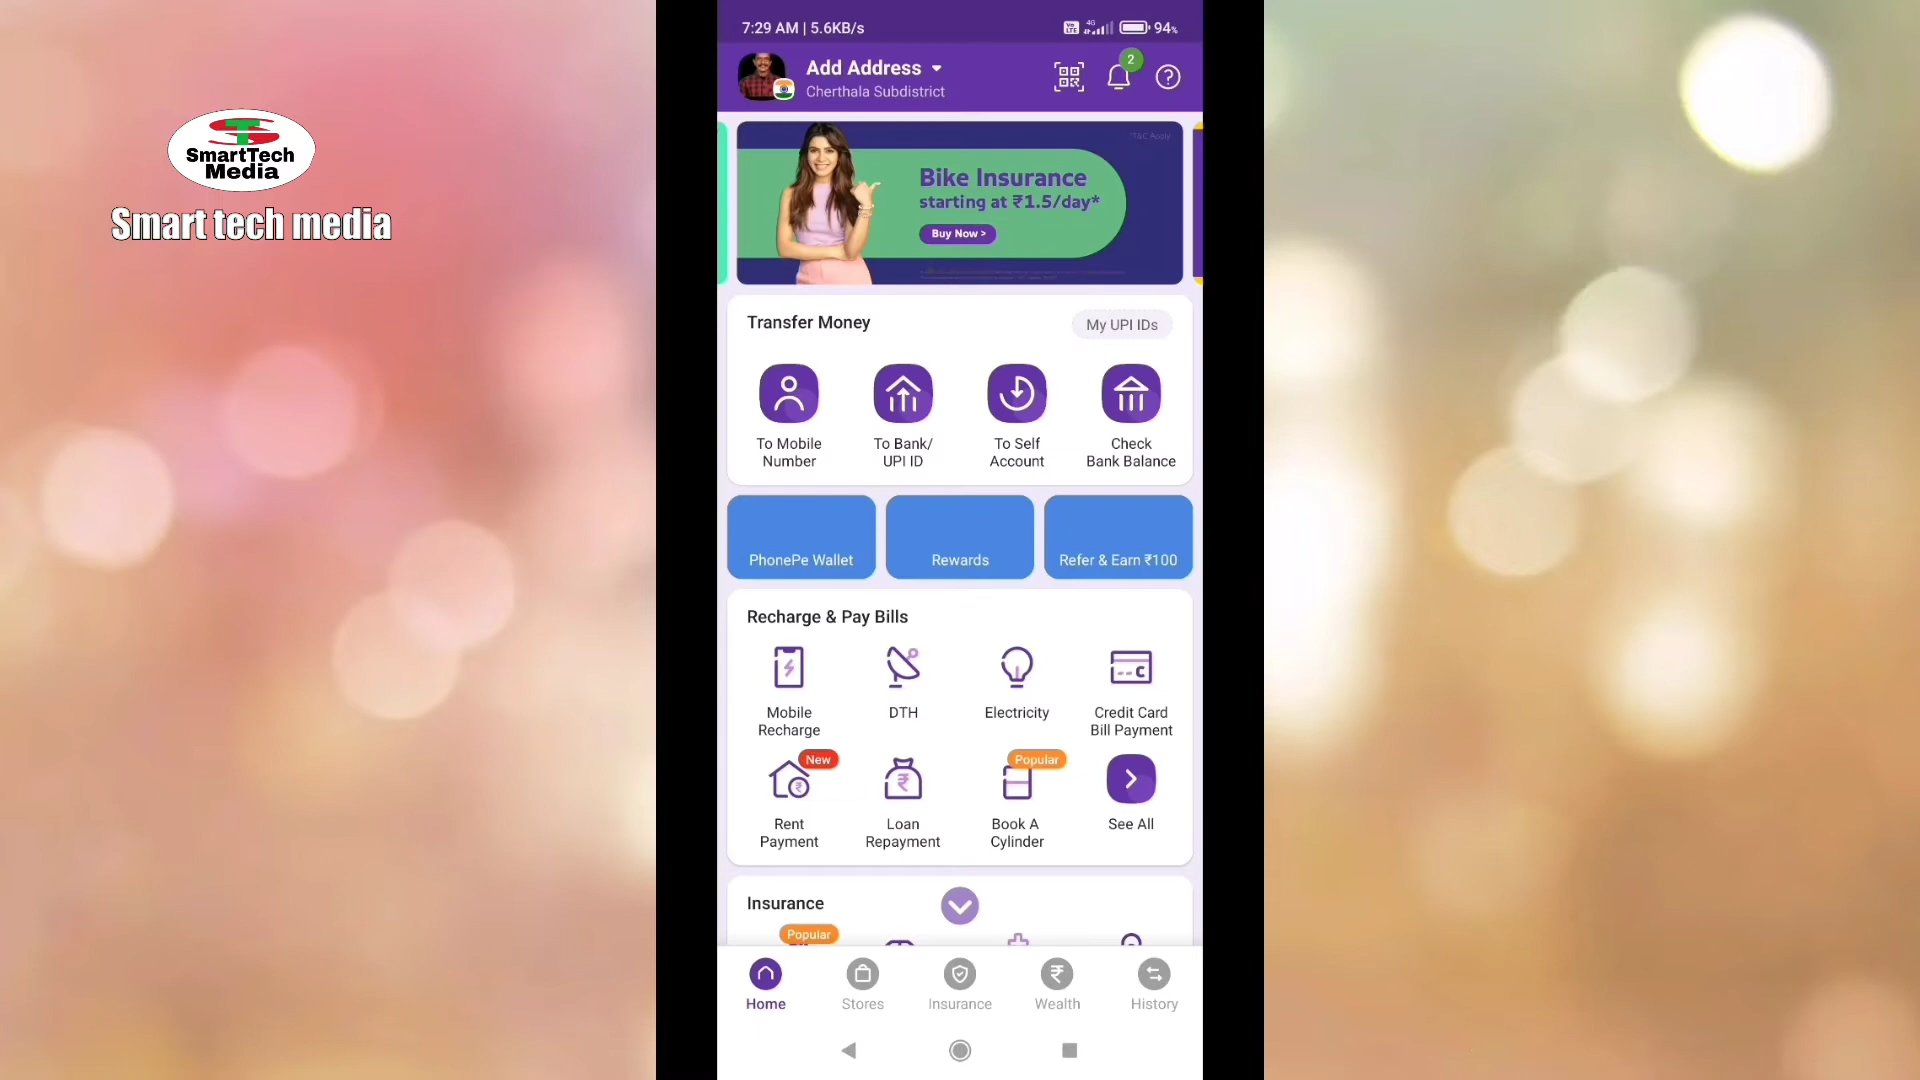 7:29 AM | 5.6KB/s
Vo LTE 4G 94%
Add Address
Cherthala Subdistrict
2
SmartTech
Media
Smart tech media
*T&C Apply
Bike Insurance
starting at ₹1.5/day*
Buy Now >
Transfer Money
My UPI IDs
To Mobile
Number
To Bank/
UPI ID
To Self
Account
Check
Bank Balance
PhonePe Wallet
Rewards
Refer & Earn ₹100
Recharge & Pay Bills
Mobile
Recharge
DTH
Electricity
Credit Card
Bill Payment
New
Popular
Rent
Payment
Loan
Repayment
Book A
Cylinder
See All
Insurance
Popular
Home
Stores
Insurance
Wealth
History